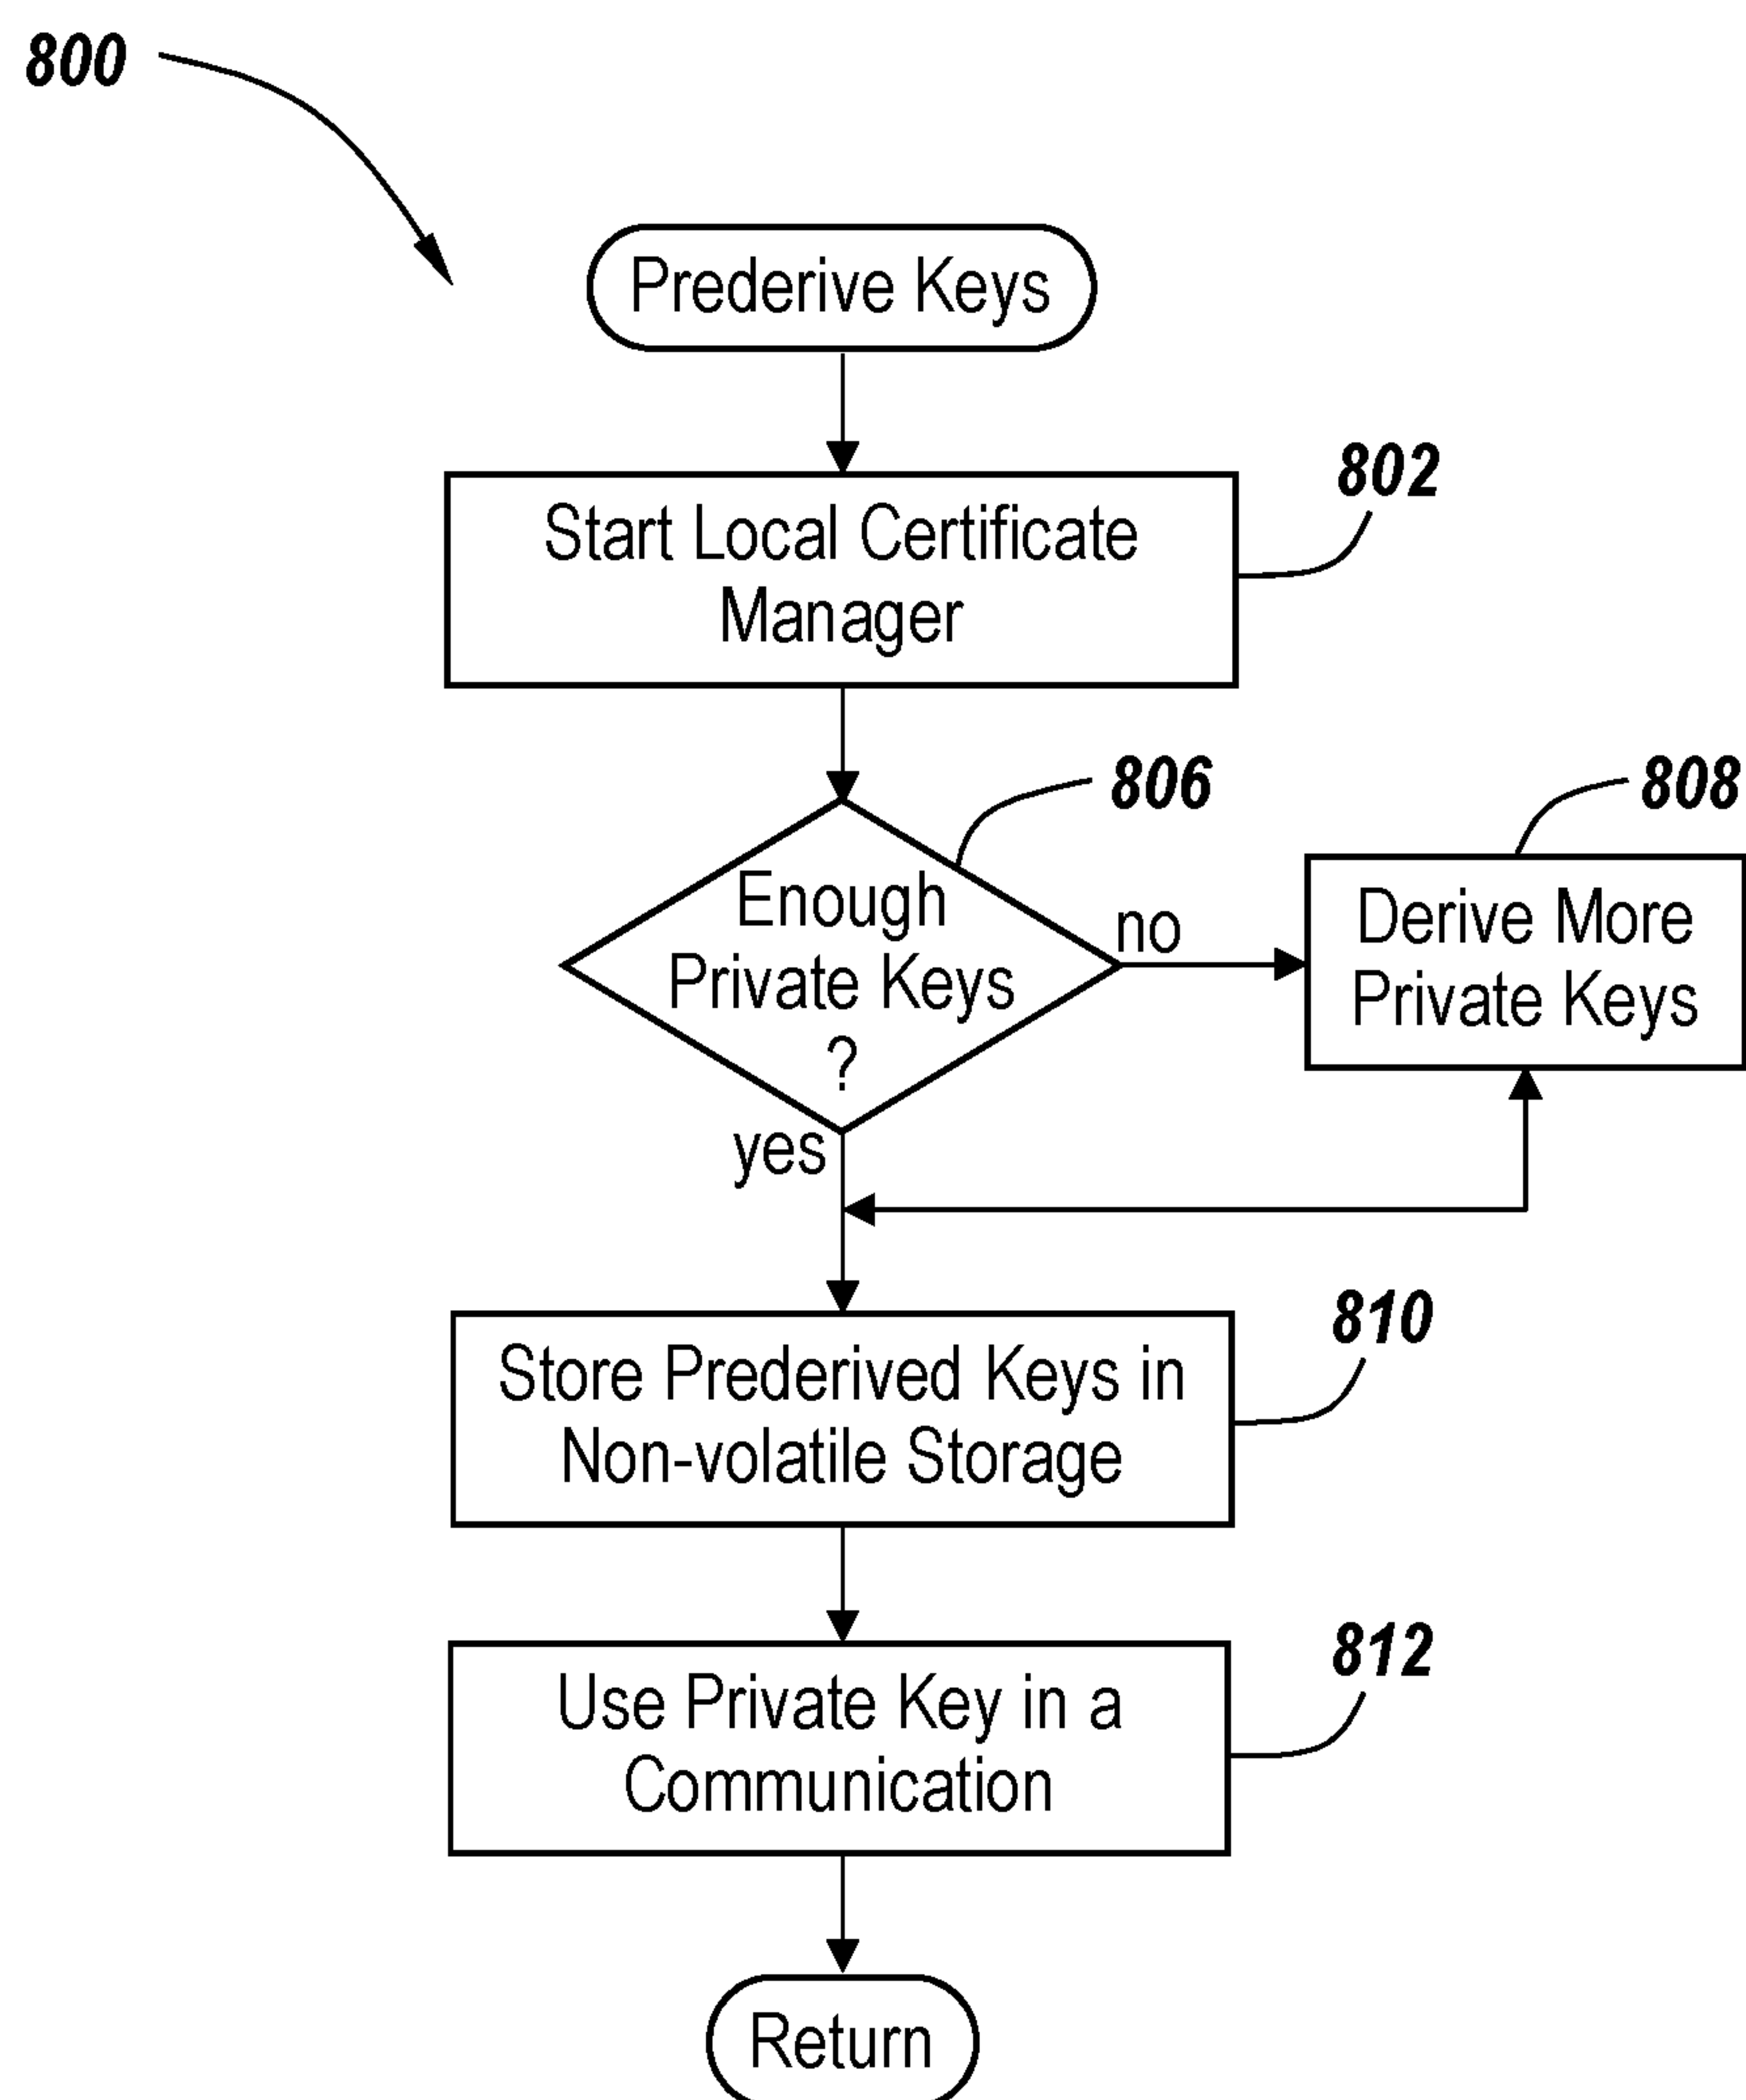 800
Prederive Keys
802
Start Local Certificate
Manager
806
808
Enough
Private Keys
?
no
Derive More
Private Keys
yes
810
Store Prederived Keys in
Non-volatile Storage
812
Use Private Key in a
Communication
Return